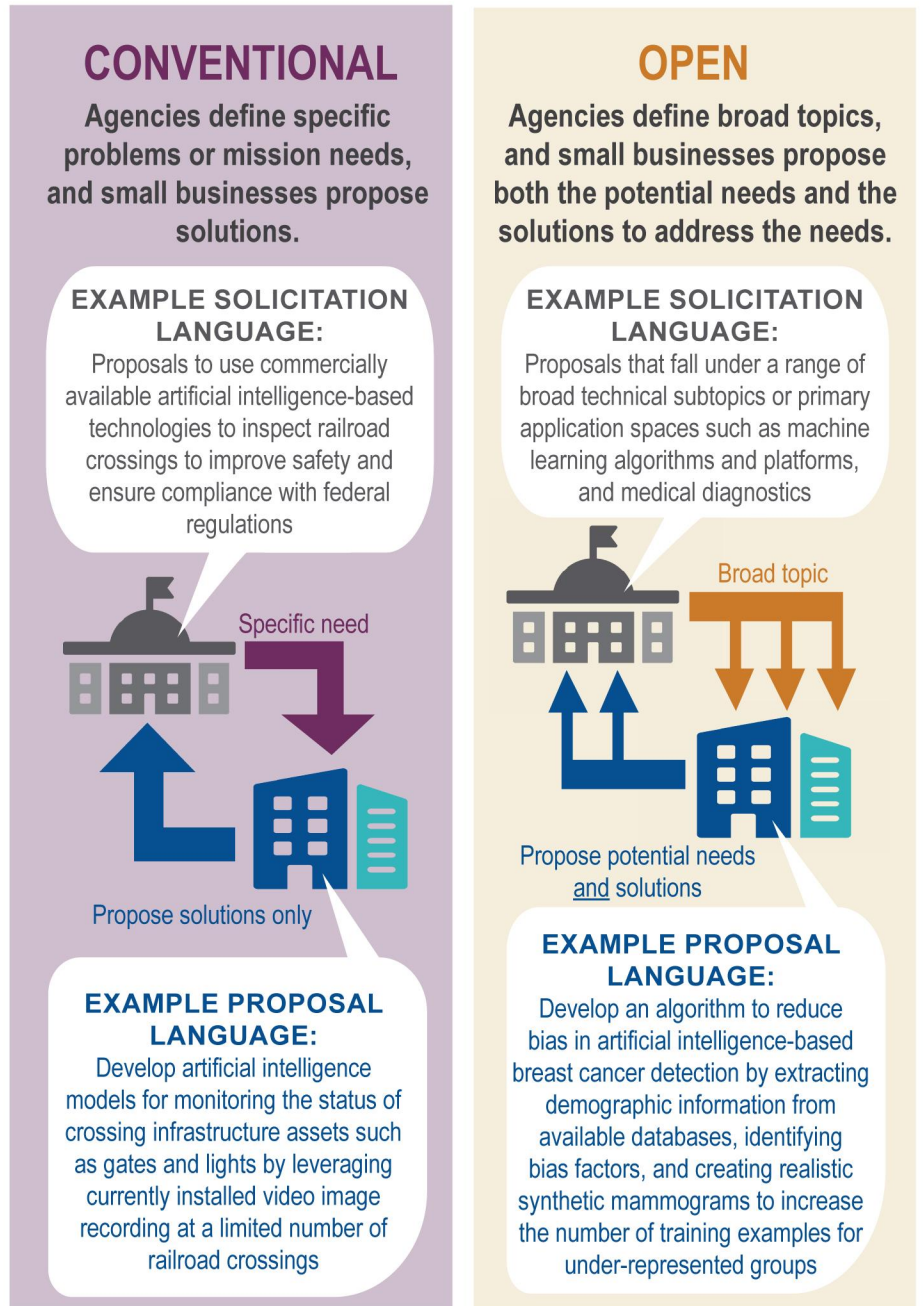 CONVENTIONAL
Agencies define specific
problems or mission needs,
and small businesses propose
solutions.
EXAMPLE SOLICITATION
LANGUAGE:
Proposals to use commercially
available artificial intelligence-based
technologies to inspect railroad
crossings to improve safety and
ensure compliance with federal
regulations
Specific need
Propose solutions only
EXAMPLE PROPOSAL
LANGUAGE:
Develop artificial intelligence
models for monitoring the status of
crossing infrastructure assets such
as gates and lights by leveraging
currently installed video image
recording at a limited number of
railroad crossings
OPEN
Agencies define broad topics,
and small businesses propose
both the potential needs and the
solutions to address the needs.
EXAMPLE SOLICITATION
LANGUAGE:
Proposals that fall under a range of
broad technical subtopics or primary
application spaces such as machine
learning algorithms and platforms,
and medical diagnostics
Broad topic
Propose potential needs
and solutions
EXAMPLE PROPOSAL
LANGUAGE:
Develop an algorithm to reduce
bias in artificial intelligence-based
breast cancer detection by extracting
demographic information from
available databases, identifying
bias factors, and creating realistic
synthetic mammograms to increase
the number of training examples for
under-represented groups